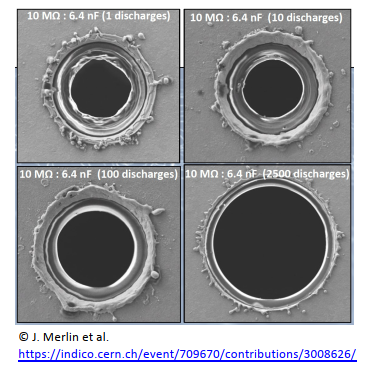 10 MΩ : 6.4 nF (1 discharges)
10 MΩ : 6.4 nF (10 discharges)
10 MΩ : 6.4 nF (100 discharges)
10 MΩ : 6.4 nF (2500 discharges)
© J. Merlin et al.
https://indico.cern.ch/event/709670/contributions/3008626/